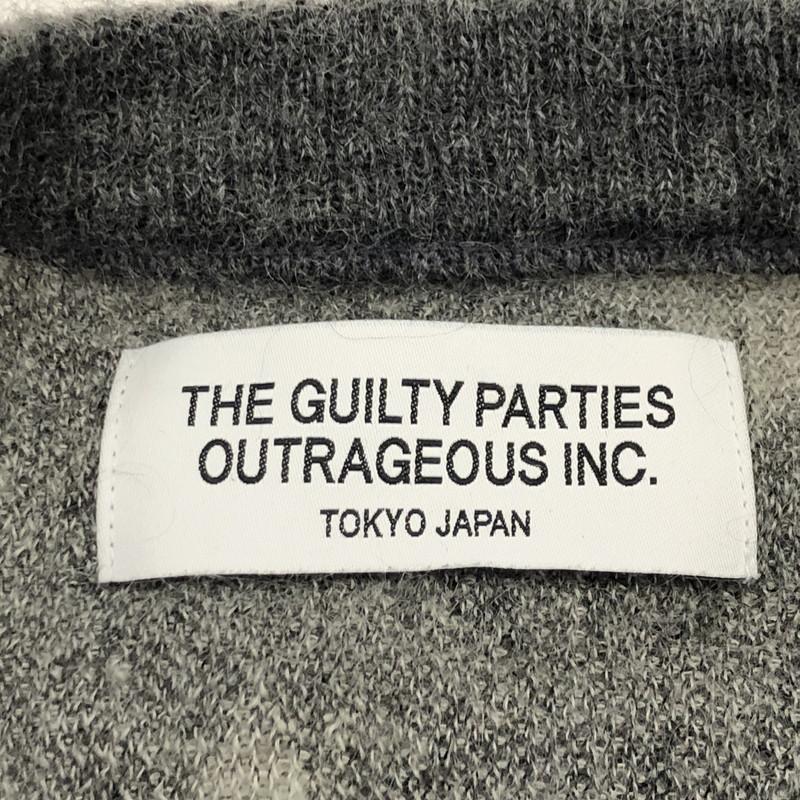 THE GUILTY PARTIES
OUTRAGEOUS INC.
TOKYO JAPAN